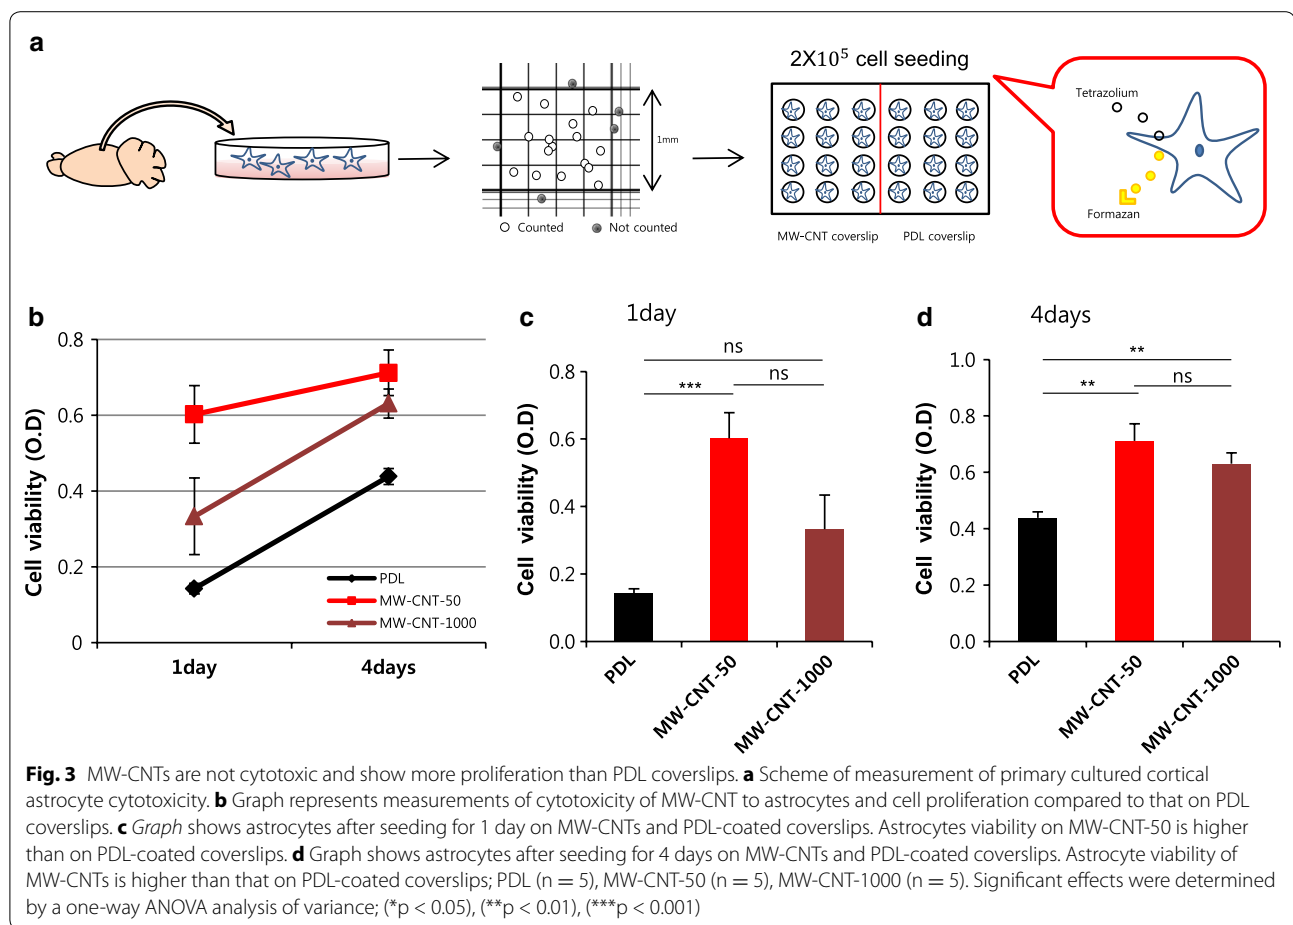 a
2X10⁵ cell seeding
Tetrazolium
1mm
Formazan
Counted
Not counted
MW-CNT coverslip
PDL coverslip
b
0.8
0.6
0.4
0.2
0
Cell viability (O.D)
PDL
MW-CNT-50
MW-CNT-1000
1day
4days
c
1day
ns
***
ns
0.8
0.6
0.4
0.2
0.0
Cell viability (O.D)
PDL
MW-CNT-50
MW-CNT-1000
d
4days
**
**
ns
1.0
0.8
0.6
0.4
0.2
0.0
Cell viability (O.D)
PDL
MW-CNT-50
MW-CNT-1000
Fig. 3 MW-CNTs are not cytotoxic and show more proliferation than PDL coverslips. a Scheme of measurement of primary cultured cortical
astrocyte cytotoxicity. b Graph represents measurements of cytotoxicity of MW-CNT to astrocytes and cell proliferation compared to that on PDL
coverslips. c Graph shows astrocytes after seeding for 1 day on MW-CNTs and PDL-coated coverslips. Astrocytes viability on MW-CNT-50 is higher
than on PDL-coated coverslips. d Graph shows astrocytes after seeding for 4 days on MW-CNTs and PDL-coated coverslips. Astrocyte viability of
MW-CNTs is higher than that on PDL-coated coverslips; PDL (n = 5), MW-CNT-50 (n = 5), MW-CNT-1000 (n = 5). Significant effects were determined
by a one-way ANOVA analysis of variance; (*p < 0.05), (**p < 0.01), (***p < 0.001)